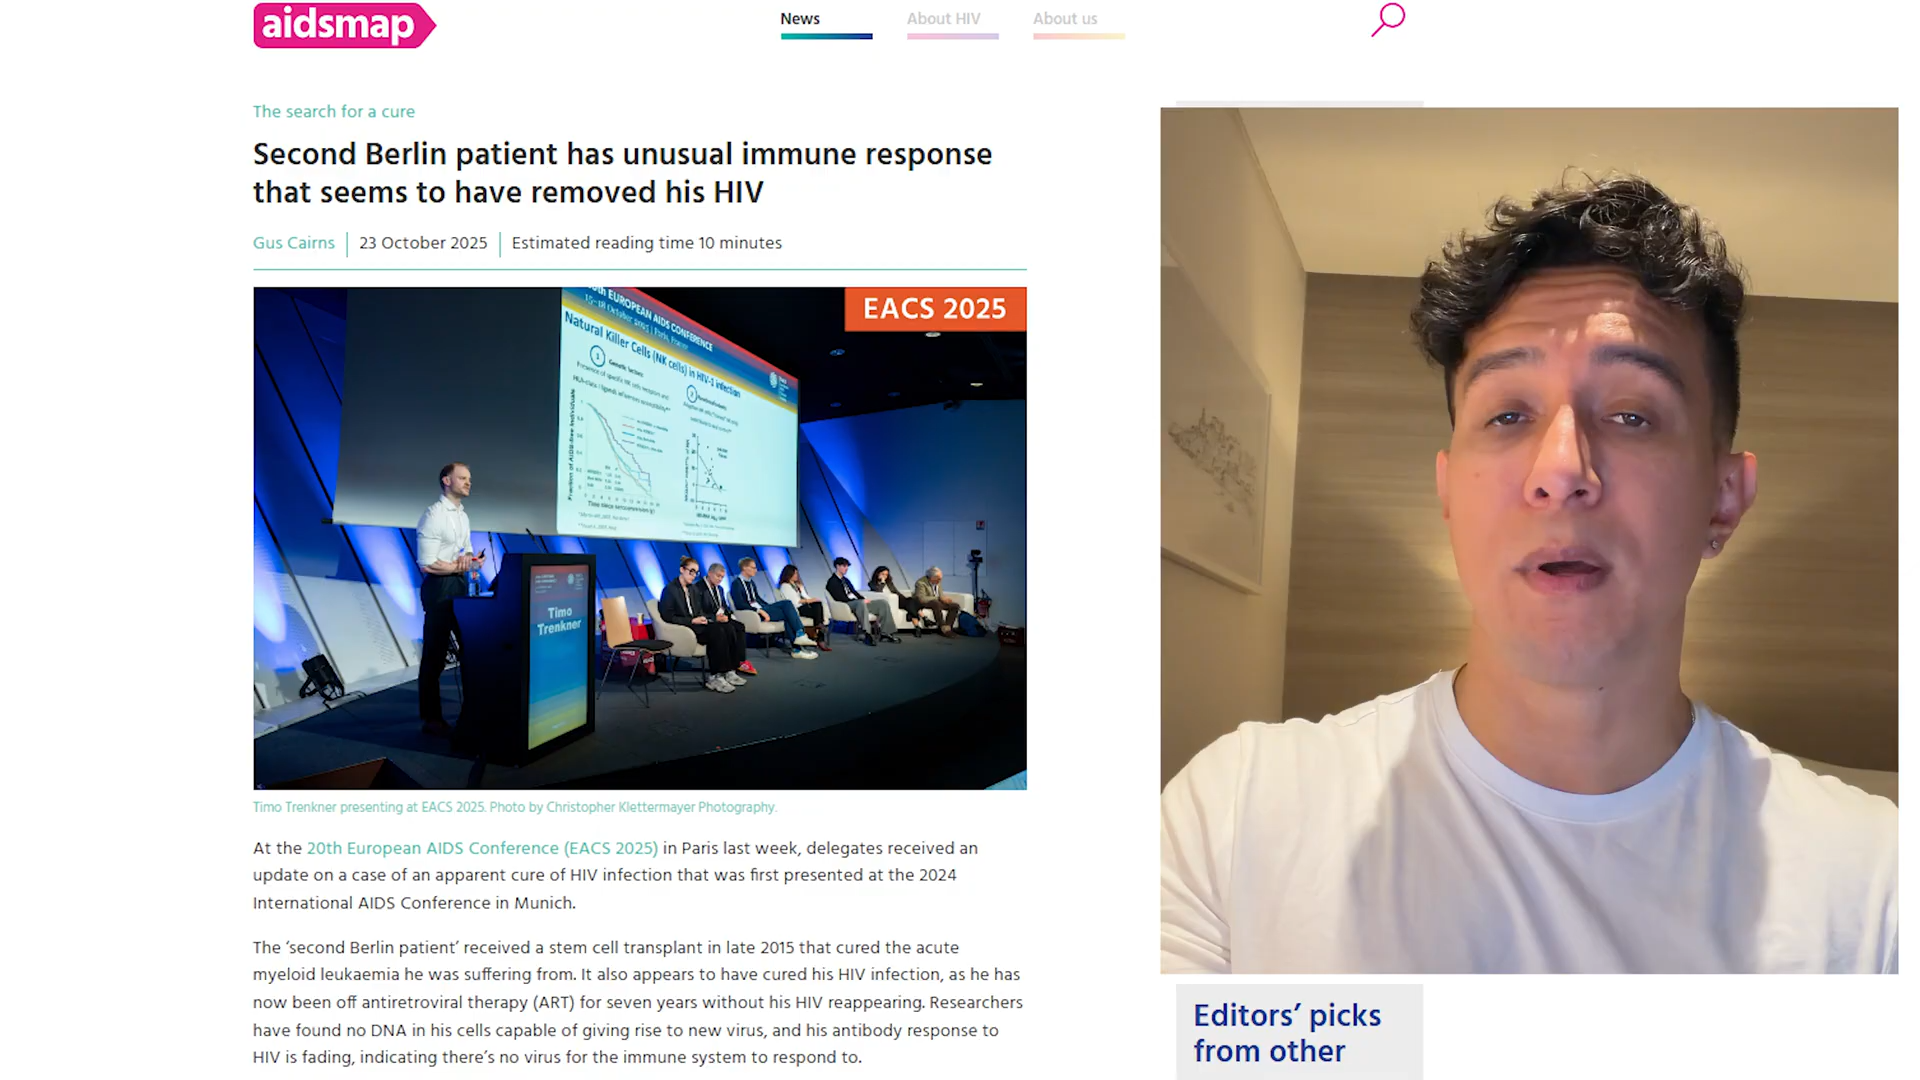 aidsmap
News
About HIV
About us
The search for a cure
Second Berlin patient has unusual immune response
that seems to have removed his HIV
Gus Cairns
23 October 2025
Estimated reading time 10 minutes
EACS 2025
EUROPEAN AIDS CONFERENCE
Natural Killer Cells (NK cells) in HIV-1 infection
Timo
Trenkner
Timo Trenkner presenting at EACS 2025. Photo by Christopher Klettermayer Photography.
At the 20th European AIDS Conference (EACS 2025) in Paris last week, delegates received an
update on a case of an apparent cure of HIV infection that was first presented at the 2024
International AIDS Conference in Munich.
The ‘second Berlin patient’ received a stem cell transplant in late 2015 that cured the acute
myeloid leukaemia he was suffering from. It also appears to have cured his HIV infection, as he has
now been off antiretroviral therapy (ART) for seven years without his HIV reappearing. Researchers
have found no DNA in his cells capable of giving rise to new virus, and his antibody response to
HIV is fading, indicating there’s no virus for the immune system to respond to.
Editors’ picks
from other